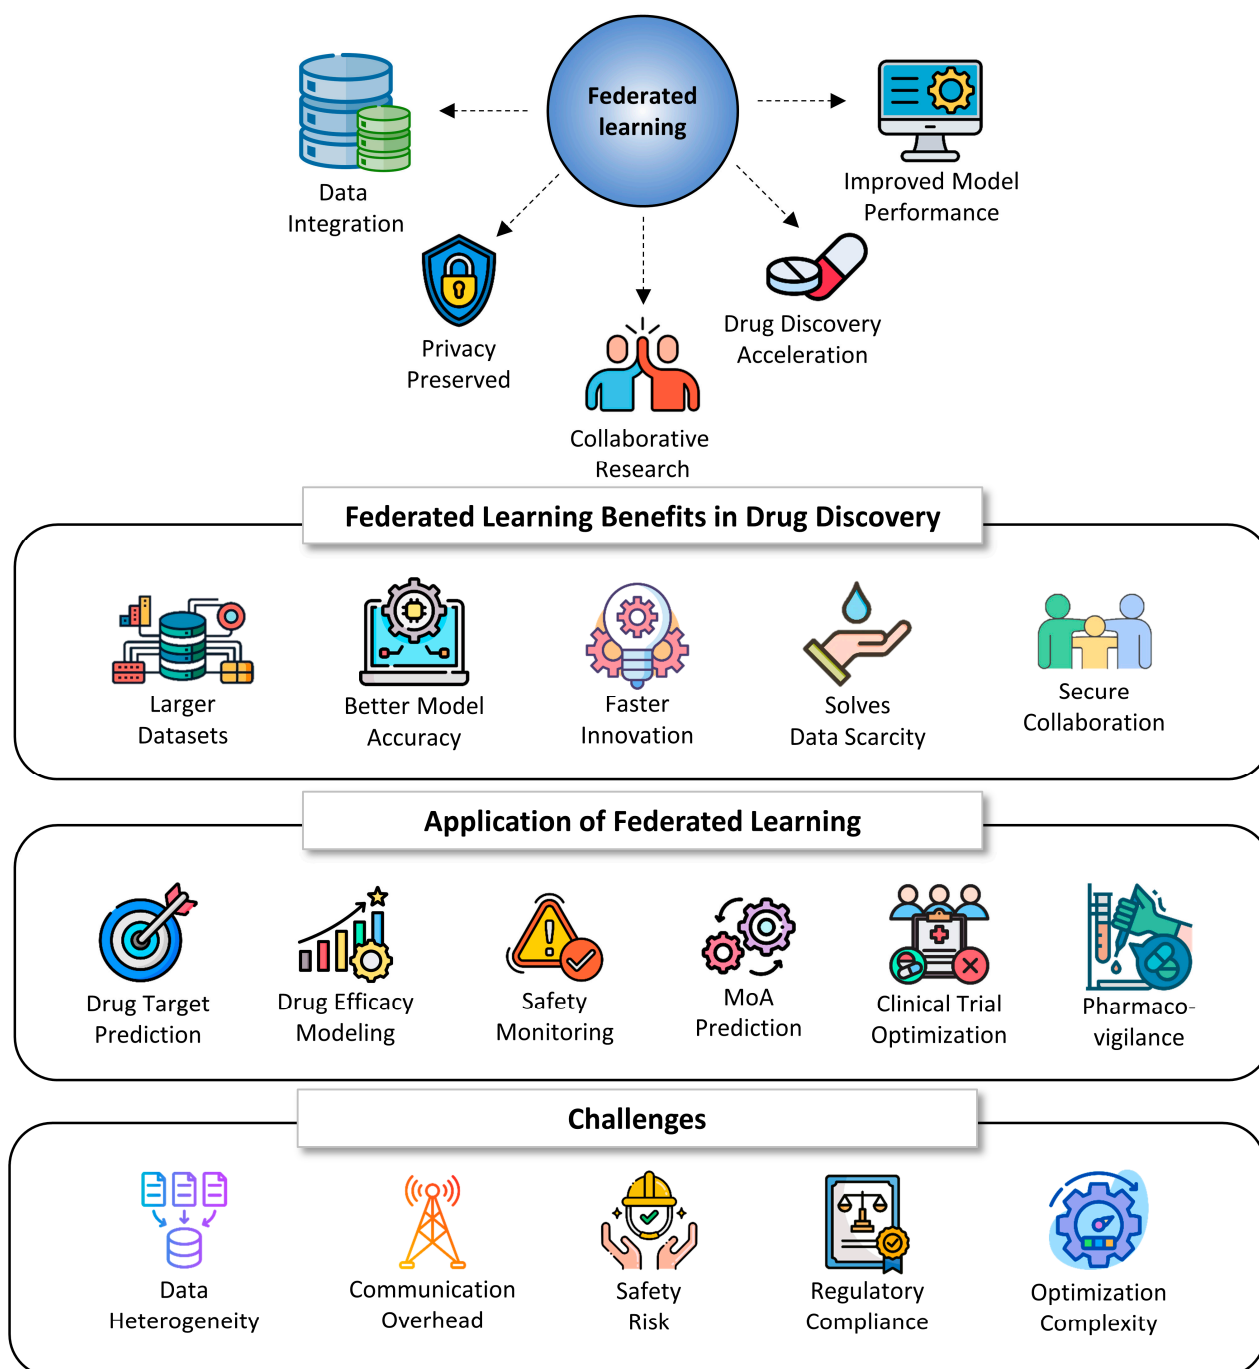 Federated
learning
Data
Integration
Improved Model
Performance
Privacy
Preserved
Drug Discovery
Acceleration
Collaborative
Research
Federated Learning Benefits in Drug Discovery
Larger
Datasets
Better Model
Accuracy
Faster
Innovation
Solves
Data Scarcity
Secure
Collaboration
Application of Federated Learning
Drug Target
Prediction
Drug Efficacy
Modeling
Safety
Monitoring
MoA
Prediction
Clinical Trial
Optimization
Pharmaco-
vigilance
Challenges
Data
Heterogeneity
Communication
Overhead
Safety
Risk
Regulatory
Compliance
Optimization
Complexity